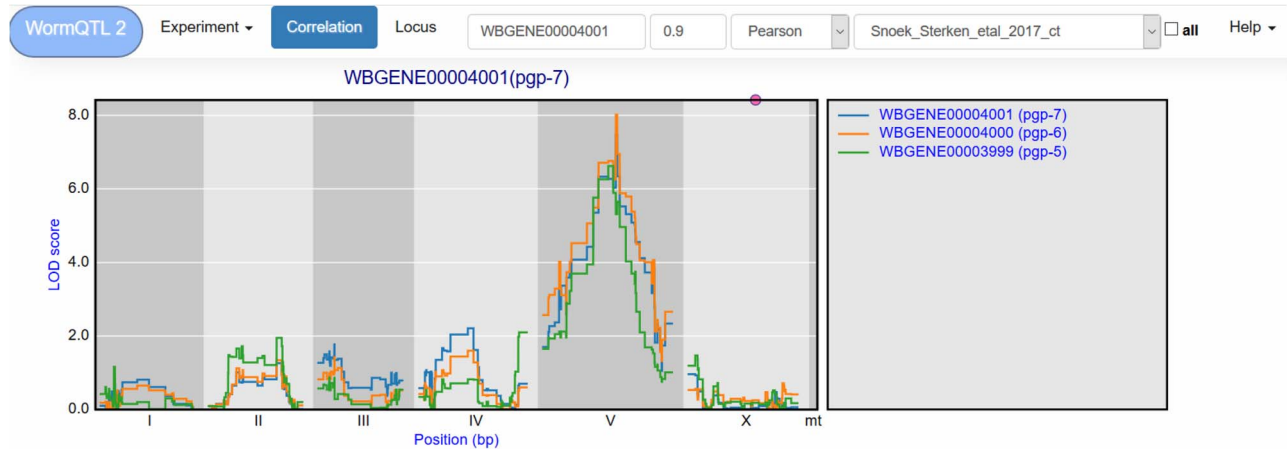 WormQTL 2 Experiment Correlation Locus WBGENE00004001 0.9 Pearson Snoek_Sterken_etal_2017_ct all Help
WBGENE00004001(pgp-7)
8.0
6.0
4.0
2.0
0.0
LOD score
I II III IV V X mt
Position (bp)
WBGENE00004001 (pgp-7)
WBGENE00004000 (pgp-6)
WBGENE00003999 (pgp-5)